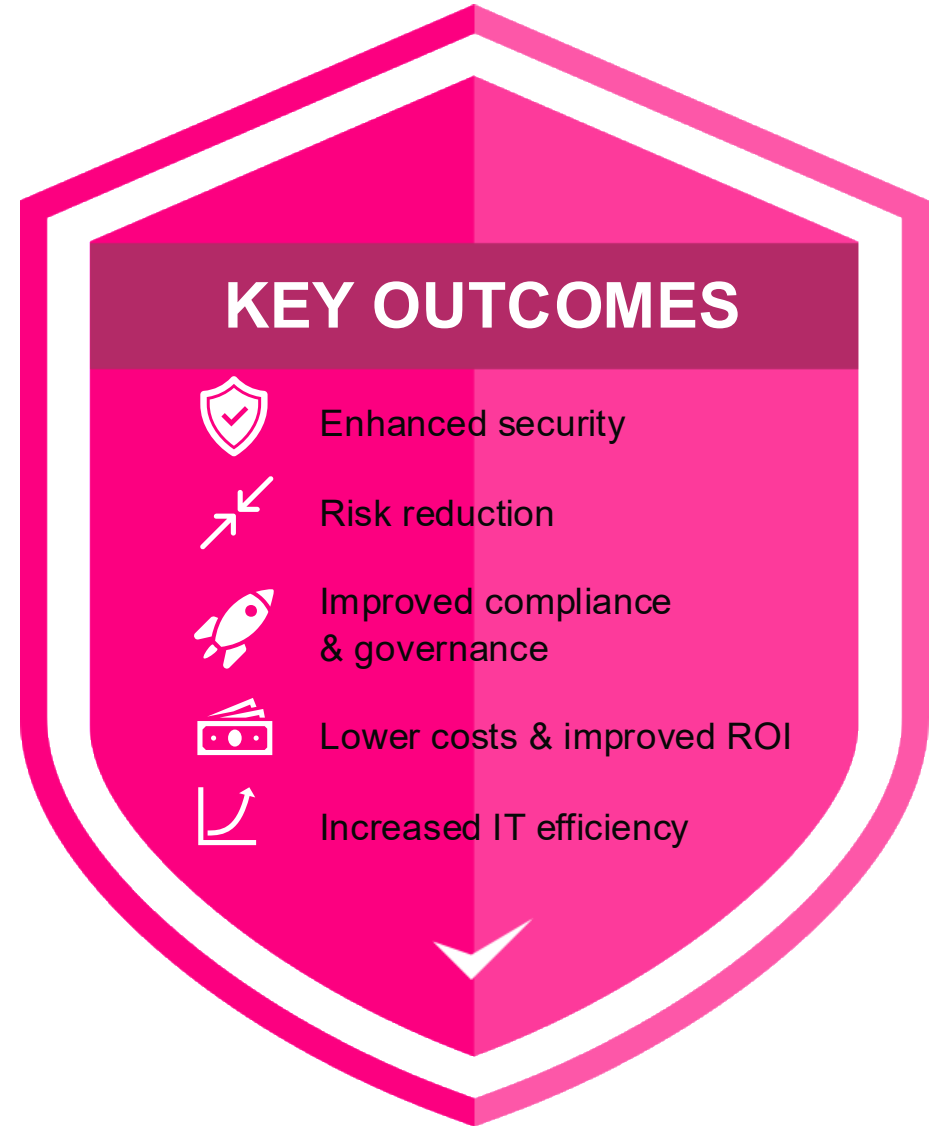 KEY OUTCOMES
Enhanced security
Risk reduction
Improved compliance
& governance
Lower costs & improved ROI
Increased IT efficiency